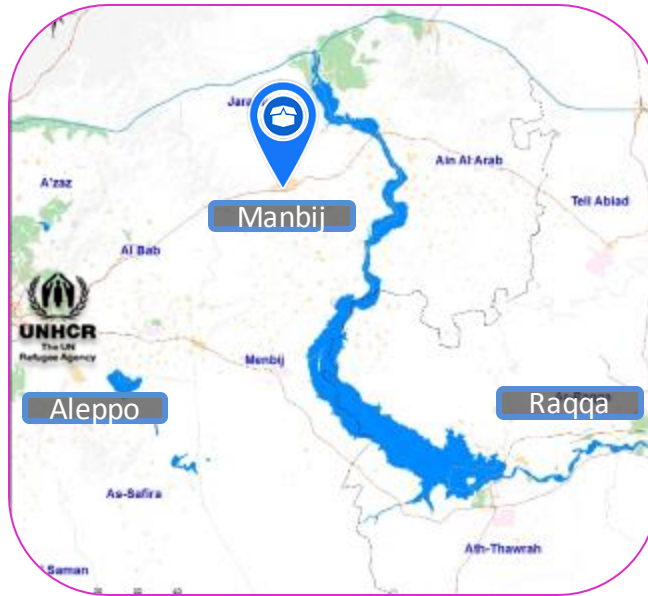 A'zaz
Ain Al Arab
Tell Abiad
Manbij
Al Bab
UNHCR
The UN
Refugee Agency
Menbij
Aleppo
Raqqa
As-Safira
Ath-Thawrah
Saman